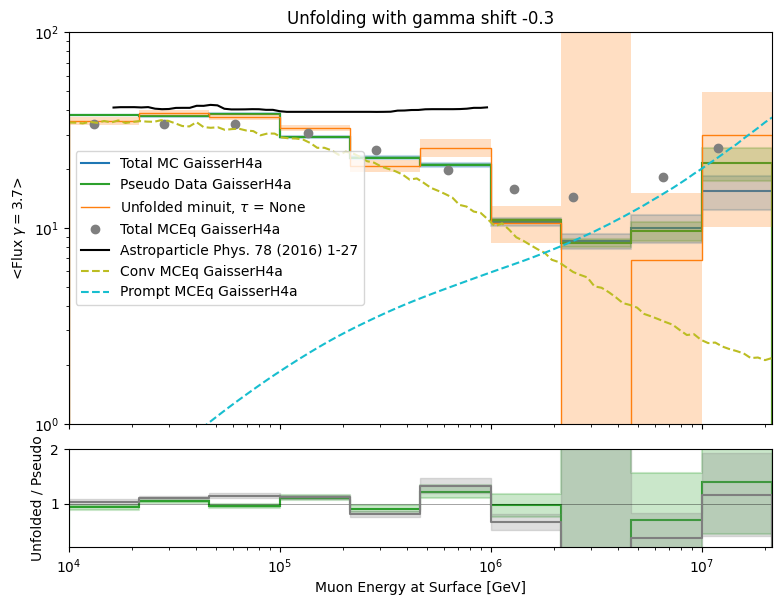 Unfolding with gamma shift -0.3
10²
10¹
10⁰
<Flux γ = 3.7>
Total MC GaisserH4a
Pseudo Data GaisserH4a
Unfolded minuit, τ = None
Total MCEq GaisserH4a
Astroparticle Phys. 78 (2016) 1-27
Conv MCEq GaisserH4a
Prompt MCEq GaisserH4a
2
1
Unfolded / Pseudo
10⁴ 10⁵ 10⁶ 10⁷
Muon Energy at Surface [GeV]